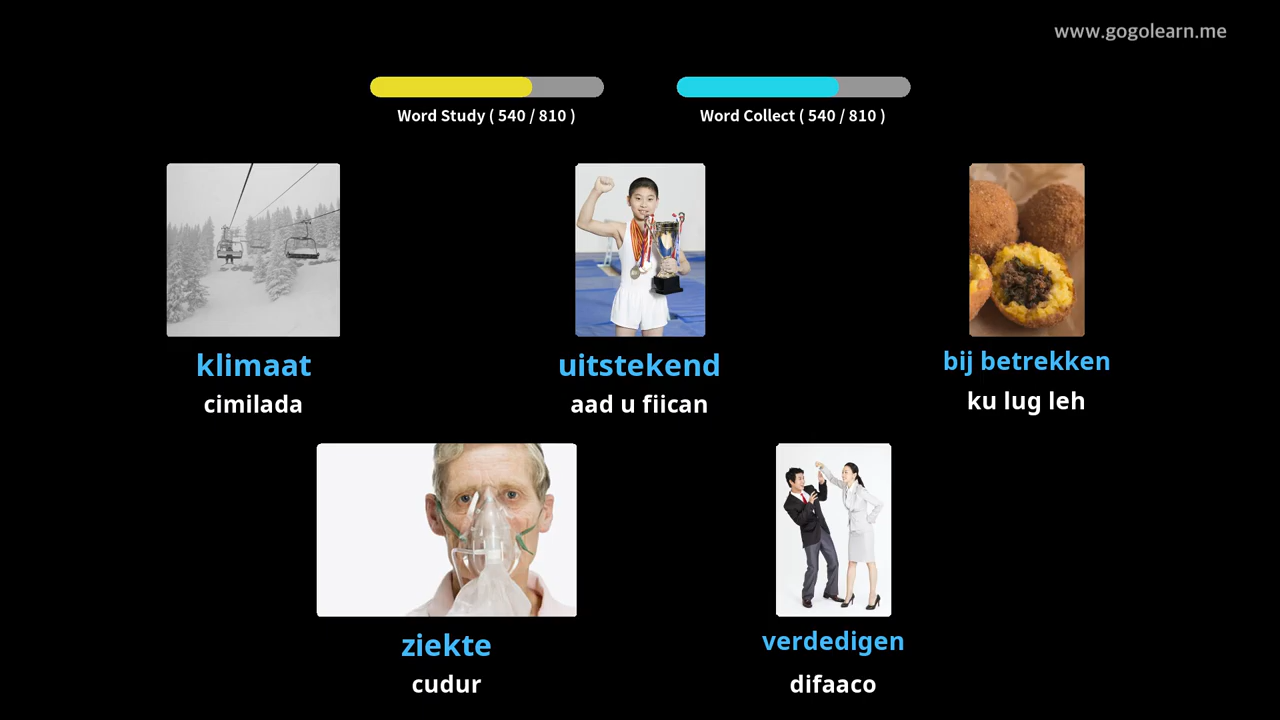 www.gogolearn.me
Word Study ( 540 / 810 )
Word Collect ( 540 / 810 )
klimaat
cimilada
uitstekend
aad u fiican
bij betrekken
ku lug leh
ziekte
cudur
verdedigen
difaaco